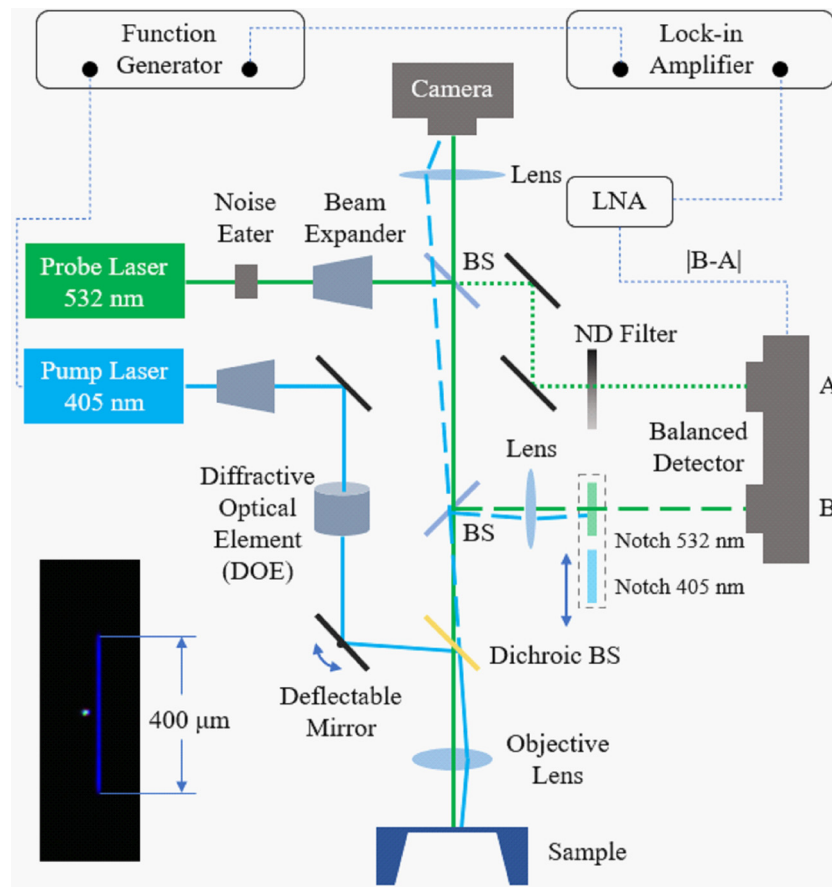 Function
Generator
Lock-in
Amplifier
Camera
Lens
LNA
Noise
Eater
Beam
Expander
BS
|B-A|
Probe Laser
532 nm
ND Filter
Pump Laser
405 nm
A
Balanced
Detector
Lens
Diffractive
Optical
Element
(DOE)
BS
B
Notch 532 nm
Notch 405 nm
Dichroic BS
Deflectable
Mirror
400 μm
Objective
Lens
Sample